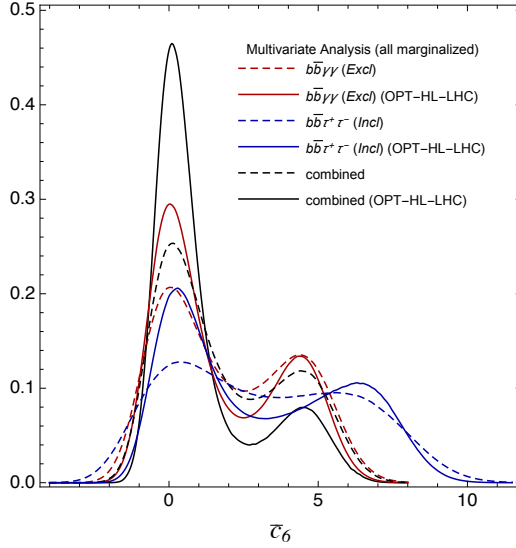 0.5
Multivariate Analysis (all marginalized)
bb̅γγ (Excl)
bb̅γγ (Excl) (OPT−HL−LHC)
0.4
bb̅τ⁺τ⁻ (Incl)
bb̅τ⁺τ⁻ (Incl) (OPT−HL−LHC)
combined
combined (OPT−HL−LHC)
0.3
0.2
0.1
0.0
0 5 10
c̅₆